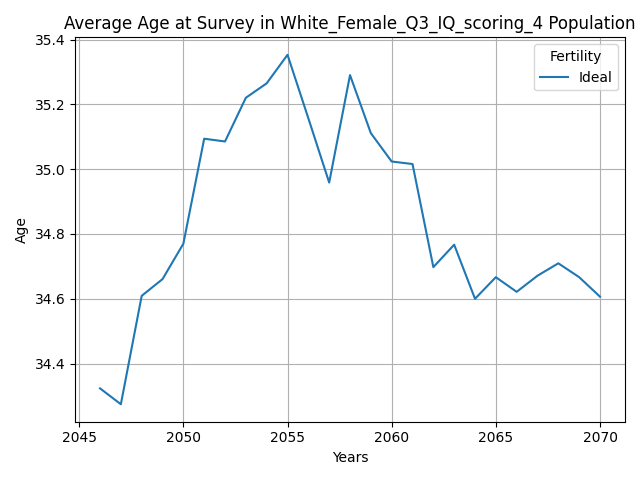 Average Age at Survey in White_Female_Q3_IQ_scoring_4 Population
Fertility
Ideal
35.4
35.2
35.0
34.8
34.6
34.4
Age
2045 2050 2055 2060 2065 2070
Years